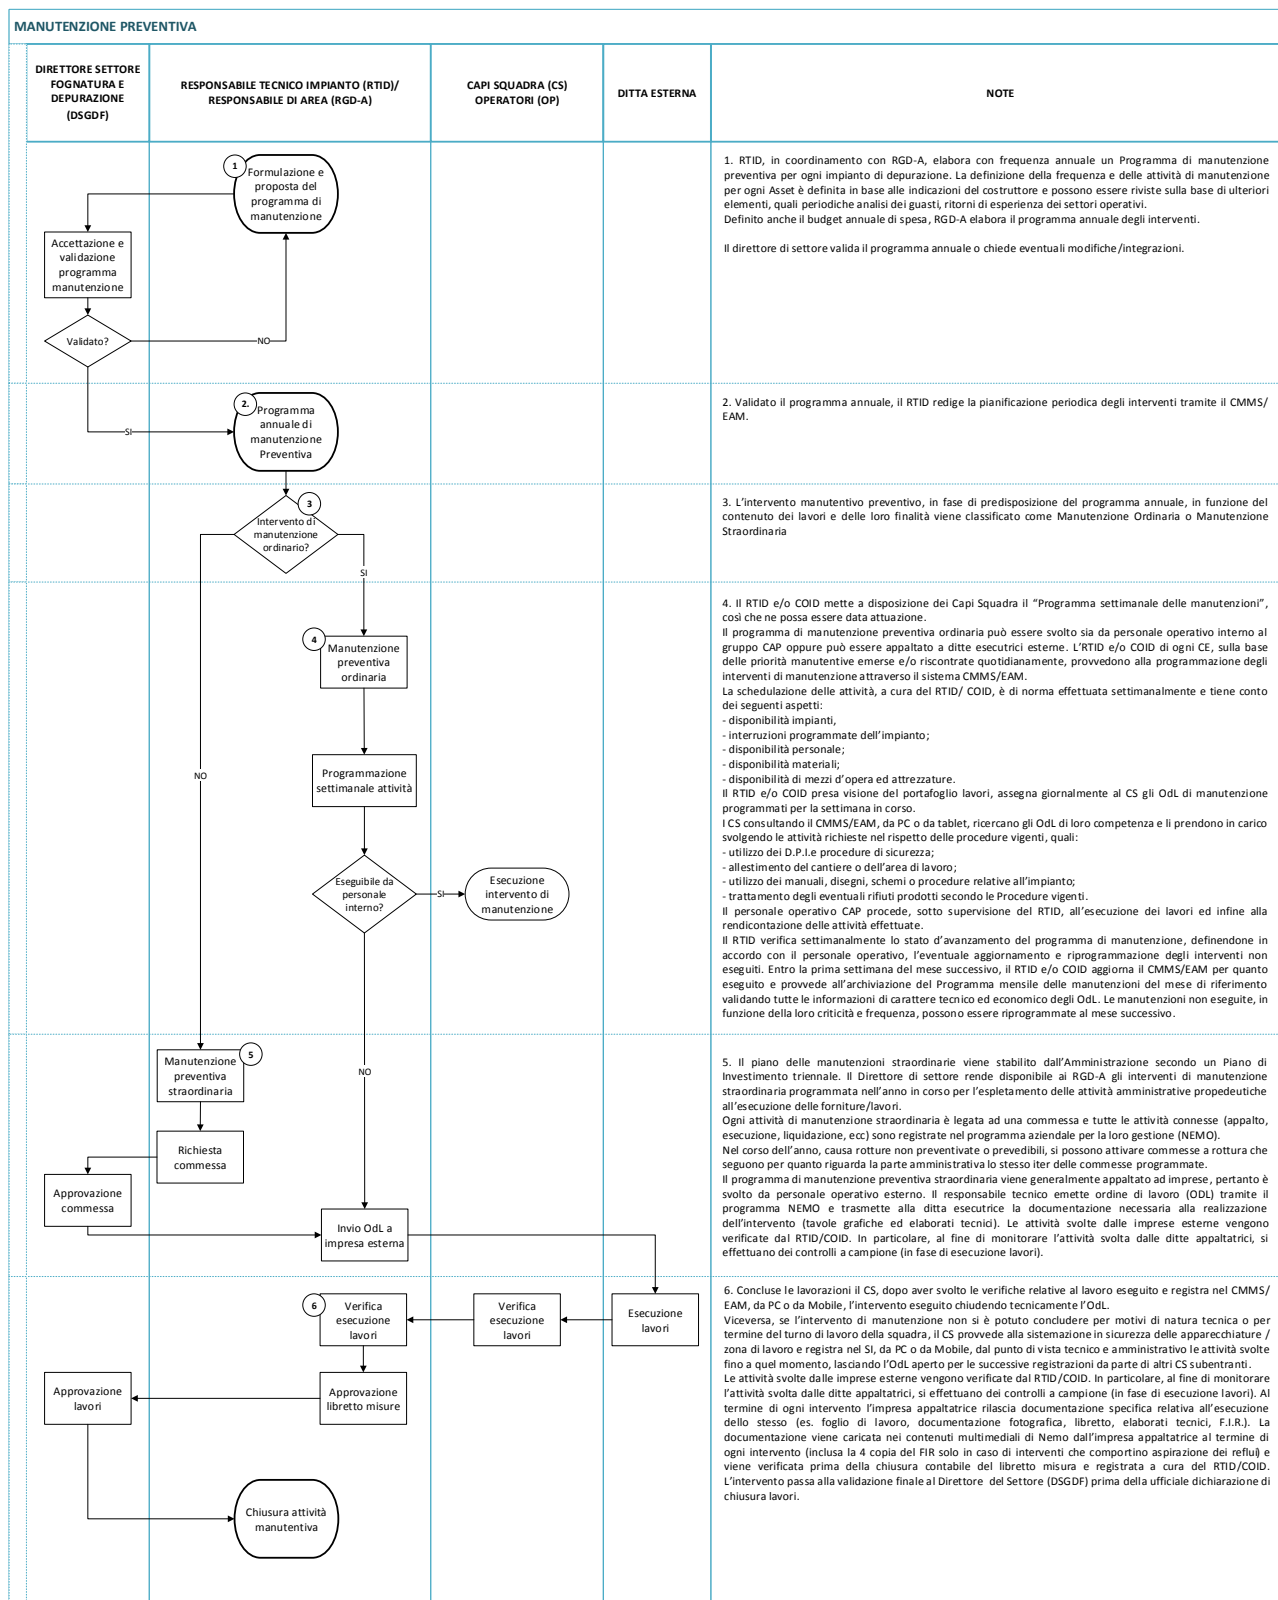 MANUTENZIONE PREVENTIVA
DIRETTORE SETTORE
FOGNATURA E
DEPURAZIONE
(DSGDF)
RESPONSABILE TECNICO IMPIANTO (RTID)/
RESPONSABILE DI AREA (RGD-A)
CAPI SQUADRA (CS)
OPERATORI (OP)
DITTA ESTERNA
NOTE
1
Formulazione e
proposta del
programma di
manutenzione
Accettazione e
validazione
programma
manutenzione
Validato?
NO
1. RTID, in coordinamento con RGD-A, elabora con frequenza annuale un Programma di manutenzione
preventiva per ogni impianto di depurazione. La definizione della frequenza e delle attività di manutenzione
per ogni Asset è definita in base alle indicazioni del costruttore e possono essere riviste sulla base di ulteriori
elementi, quali periodiche analisi dei guasti, ritorni di esperienza dei settori operativi.
Definito anche il budget annuale di spesa, RGD-A elabora il programma annuale degli interventi.
Il direttore di settore valida il programma annuale o chiede eventuali modifiche/integrazioni.
SI
2.
Programma
annuale di
manutenzione
Preventiva
2. Validato il programma annuale, il RTID redige la pianificazione periodica degli interventi tramite il CMMS/
EAM.
3
Intervento di
manutenzione
ordinario?
SI
3. L'intervento manutentivo preventivo, in fase di predisposizione del programma annuale, in funzione del
contenuto dei lavori e delle loro finalità viene classificato come Manutenzione Ordinaria o Manutenzione
Straordinaria
4
Manutenzione
preventiva
ordinaria
NO
Programmazione
settimanale attività
Eseguibile da
personale
interno?
SI
Esecuzione
intervento di
manutenzione
4. Il RTID e/o COID mette a disposizione dei Capi Squadra il "Programma settimanale delle manutenzioni",
così che ne possa essere data attuazione.
Il programma di manutenzione preventiva ordinaria può essere svolto sia da personale operativo interno al
gruppo CAP oppure può essere appaltato a ditte esecutrici esterne. L'RTID e/o COID di ogni CE, sulla base
delle priorità manutentive emerse e/o riscontrate quotidianamente, provvedono alla programmazione degli
interventi di manutenzione attraverso il sistema CMMS/EAM.
La schedulazione delle attività, a cura del RTID/ COID, è di norma effettuata settimanalmente e tiene conto
dei seguenti aspetti:
- disponibilità impianti,
- interruzioni programmate dell'impianto;
- disponibilità personale;
- disponibilità materiali;
- disponibilità di mezzi d'opera ed attrezzature.
Il RTID e/o COID presa visione del portafoglio lavori, assegna giornalmente al CS gli OdL di manutenzione
programmati per la settimana in corso.
I CS consultando il CMMS/EAM, da PC o da tablet, ricercano gli OdL di loro competenza e li prendono in carico
svolgendo le attività richieste nel rispetto delle procedure vigenti, quali:
- utilizzo dei D.P.I.e procedure di sicurezza;
- allestimento del cantiere o dell'area di lavoro;
- utilizzo dei manuali, disegni, schemi o procedure relative all'impianto;
- trattamento degli eventuali rifiuti prodotti secondo le Procedure vigenti.
Il personale operativo CAP procede, sotto supervisione del RTID, all'esecuzione dei lavori ed infine alla
rendicontazione delle attività effettuate.
Il RTID verifica settimanalmente lo stato d'avanzamento del programma di manutenzione, definendone in
accordo con il personale operativo, l'eventuale aggiornamento e riprogrammazione degli interventi non
eseguiti. Entro la prima settimana del mese successivo, il RTID e/o COID aggiorna il CMMS/EAM per quanto
eseguito e provvede all'archiviazione del Programma mensile delle manutenzioni del mese di riferimento
validando tutte le informazioni di carattere tecnico ed economico degli OdL. Le manutenzioni non eseguite, in
funzione della loro criticità e frequenza, possono essere riprogrammate al mese successivo.
5
Manutenzione
preventiva
straordinaria
NO
Richiesta
commessa
Approvazione
commessa
Invio OdL a
impresa esterna
5. Il piano delle manutenzioni straordinarie viene stabilito dall'Amministrazione secondo un Piano di
Investimento triennale. Il Direttore di settore rende disponibile ai RGD-A gli interventi di manutenzione
straordinaria programmata nell'anno in corso per l'espletamento delle attività amministrative propedeutiche
all'esecuzione delle forniture/lavori.
Ogni attività di manutenzione straordinaria è legata ad una commessa e tutte le attività connesse (appalto,
esecuzione, liquidazione, ecc) sono registrate nel programma aziendale per la loro gestione (NEMO).
Nel corso dell'anno, causa rotture non preventivate o prevedibili, si possono attivare commesse a rottura che
seguono per quanto riguarda la parte amministrativa lo stesso iter delle commesse programmate.
Il programma di manutenzione preventiva straordinaria viene generalmente appaltato ad imprese, pertanto è
svolto da personale operativo esterno. Il responsabile tecnico emette ordine di lavoro (ODL) tramite il
programma NEMO e trasmette alla ditta esecutrice la documentazione necessaria alla realizzazione
dell'intervento (tavole grafiche ed elaborati tecnici). Le attività svolte dalle imprese esterne vengono
verificate dal RTID/COID. In particolare, al fine di monitorare l'attività svolta dalle ditte appaltatrici, si
effettuano dei controlli a campione (in fase di esecuzione lavori).
6
Verifica
esecuzione
lavori
Verifica
esecuzione
lavori
Esecuzione
lavori
Approvazione
lavori
Approvazione
libretto misure
Chiusura attività
manutentiva
6. Concluse le lavorazioni il CS, dopo aver svolto le verifiche relative al lavoro eseguito e registra nel CMMS/
EAM, da PC o da Mobile, l'intervento eseguito chiudendo tecnicamente l'OdL.
Viceversa, se l'intervento di manutenzione non si è potuto concludere per motivi di natura tecnica o per
termine del turno di lavoro della squadra, il CS provvede alla sistemazione in sicurezza delle apparecchiature /
zona di lavoro e registra nel SI, da PC o da Mobile, dal punto di vista tecnico e amministrativo le attività svolte
fino a quel momento, lasciando l'OdL aperto per le successive registrazioni da parte di altri CS subentranti.
Le attività svolte dalle imprese esterne vengono verificate dal RTID/COID. In particolare, al fine di monitorare
l'attività svolta dalle ditte appaltatrici, si effettuano dei controlli a campione (in fase di esecuzione lavori). Al
termine di ogni intervento l'impresa appaltatrice rilascia documentazione specifica relativa all'esecuzione
dello stesso (es. foglio di lavoro, documentazione fotografica, libretto, elaborati tecnici, F.I.R.). La
documentazione viene caricata nei contenuti multimediali di Nemo dall'impresa appaltatrice al termine di
ogni intervento (inclusa la 4 copia del FIR solo in caso di interventi che comportino aspirazione dei reflui) e
viene verificata prima della chiusura contabile del libretto misura e registrata a cura del RTID/COID.
L'intervento passa alla validazione finale al Direttore del Settore (DSGDF) prima della ufficiale dichiarazione di
chiusura lavori.